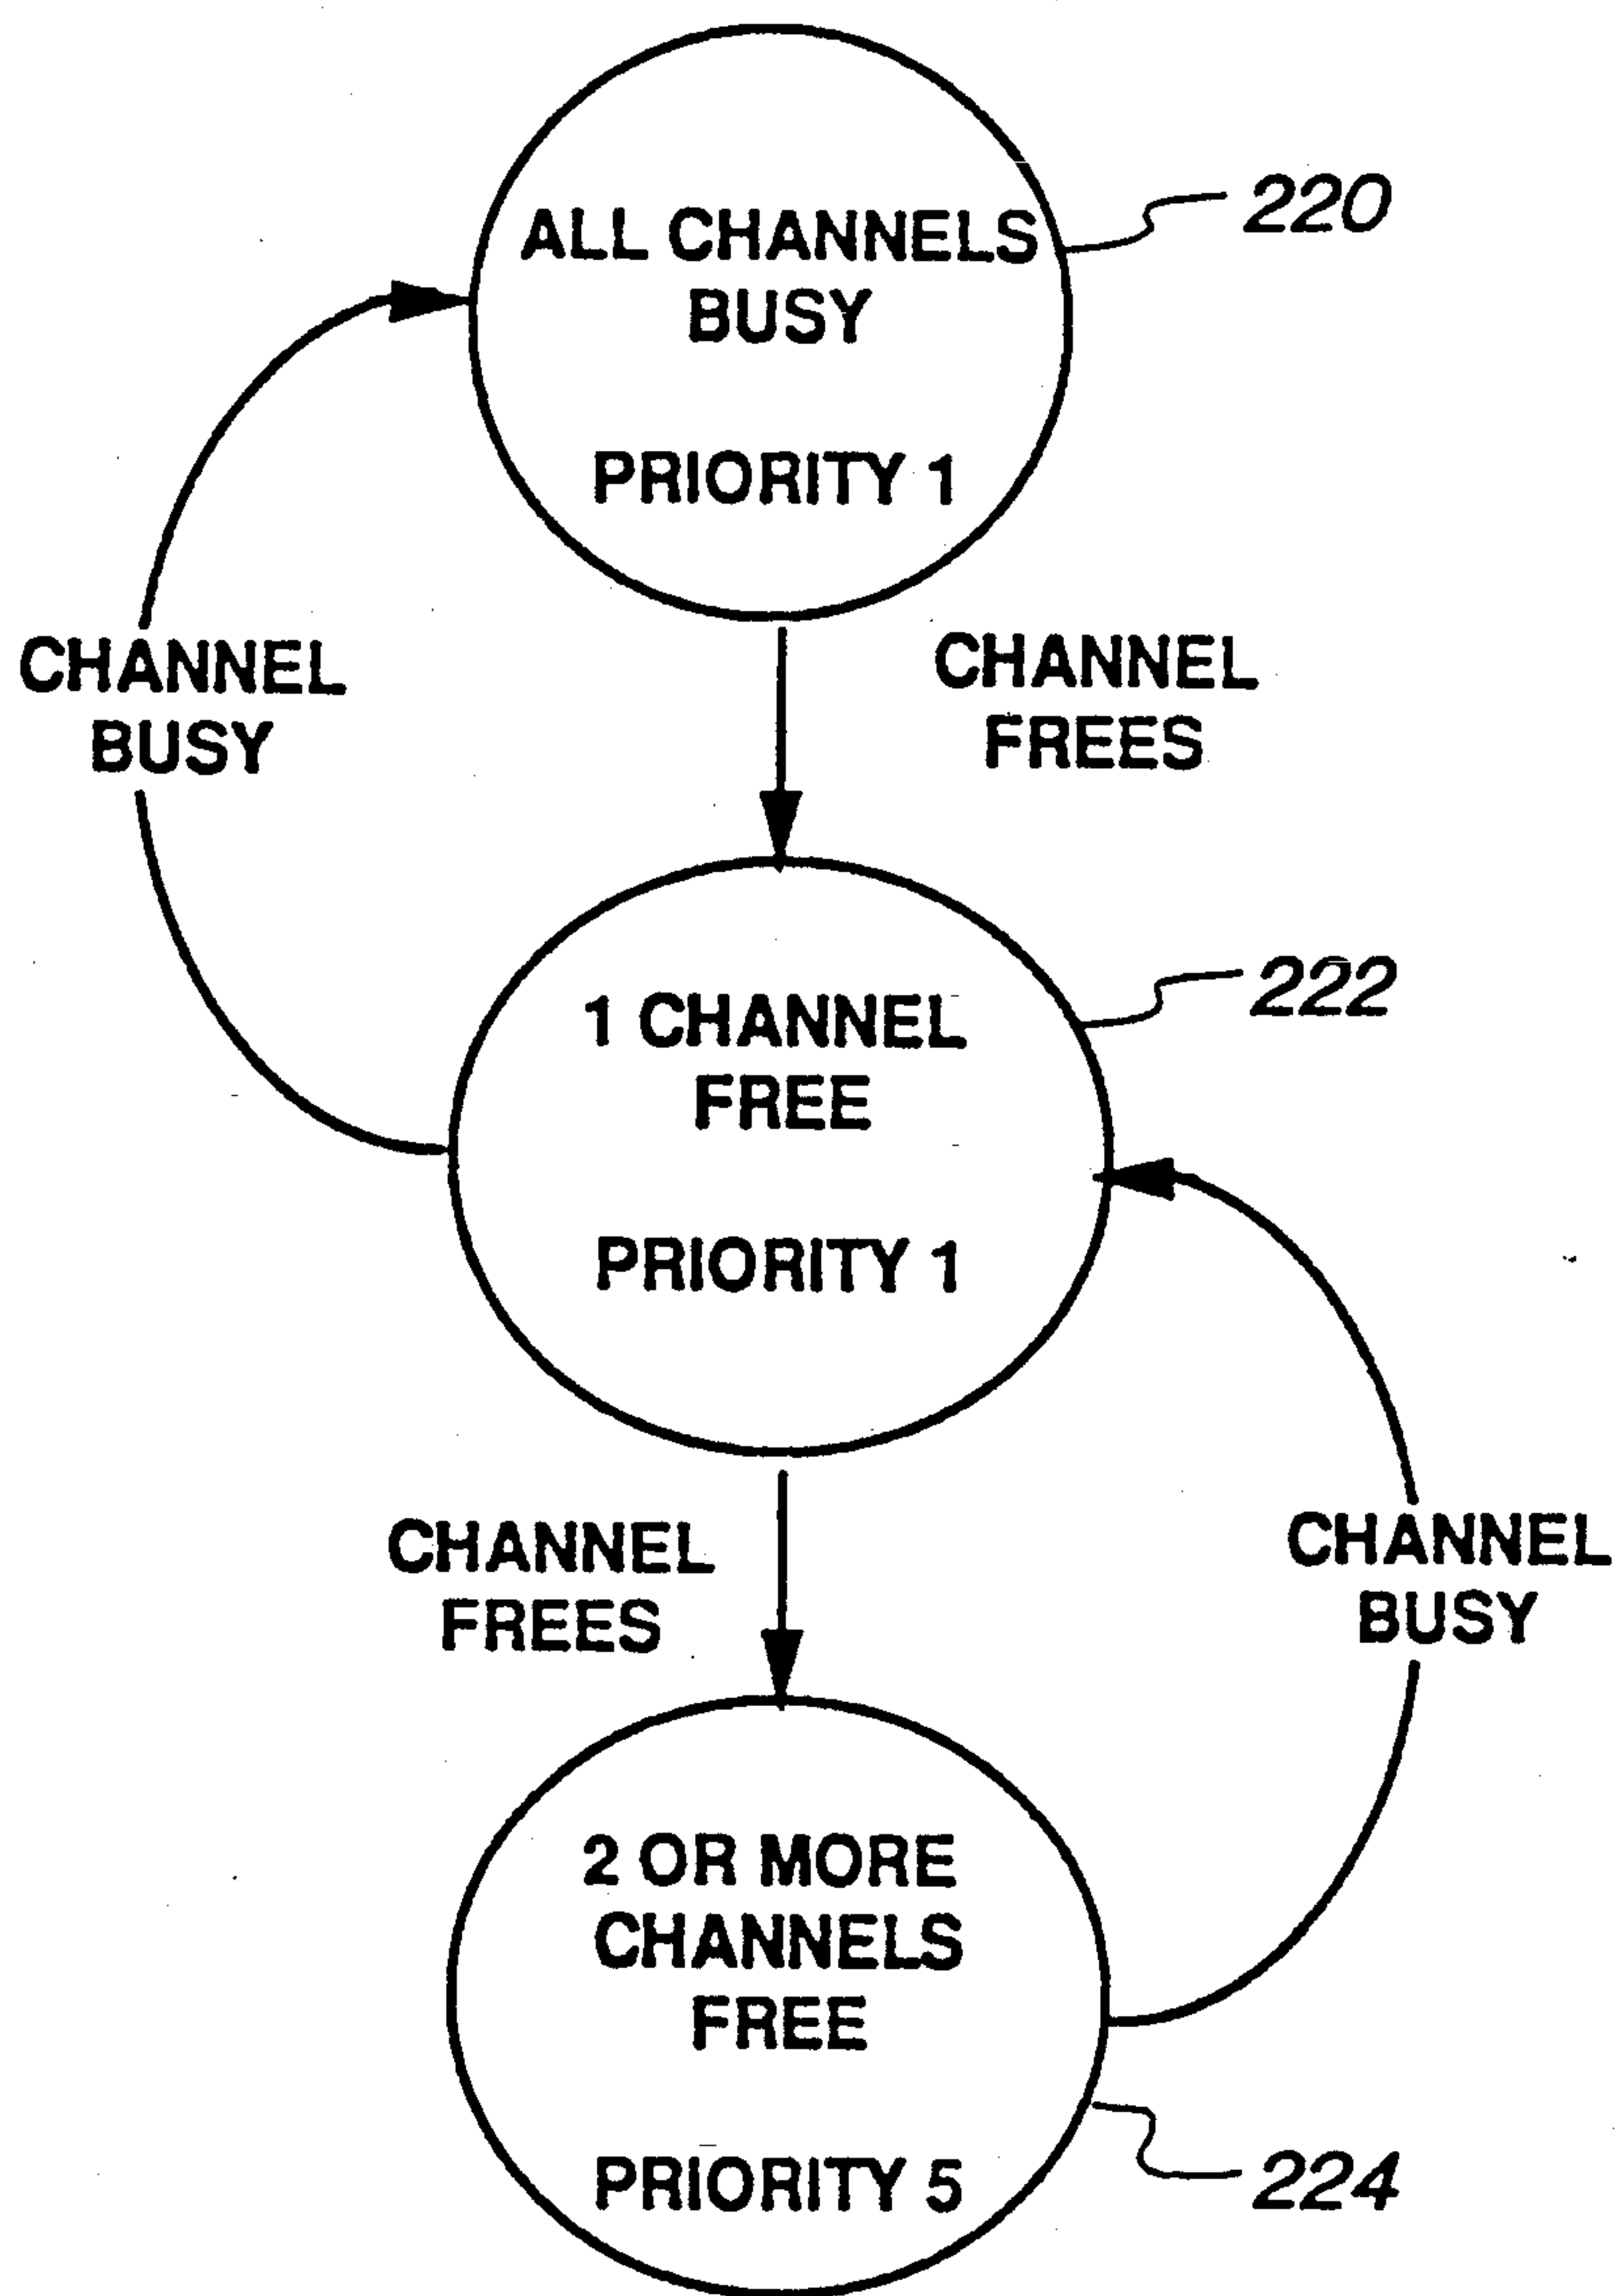 ALL CHANNELS
BUSY
PRIORITY 1
220
CHANNEL
BUSY
CHANNEL
FREES
1 CHANNEL
FREE
PRIORITY 1
222
CHANNEL
FREES
CHANNEL
BUSY
2 OR MORE
CHANNELS
FREE
PRIORITY 5
224